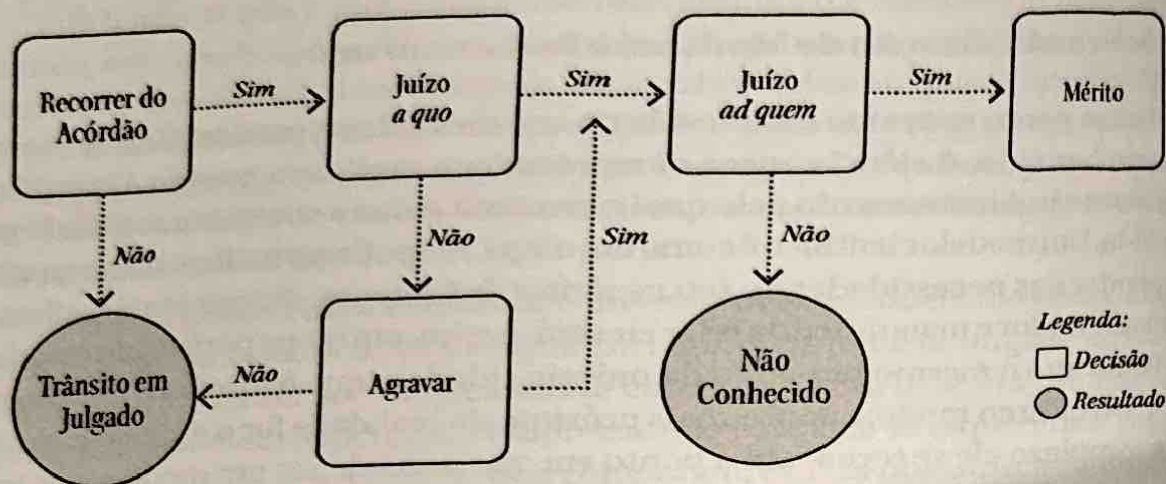 Recorrer do
Acórdão
Sim
Juízo
a quo
Sim
Juízo
ad quem
Sim
Mérito
Não
Não
Sim
Não
Trânsito em
Julgado
Não
Agravar
Não
Conhecido
Legenda:
Decisão
Resultado